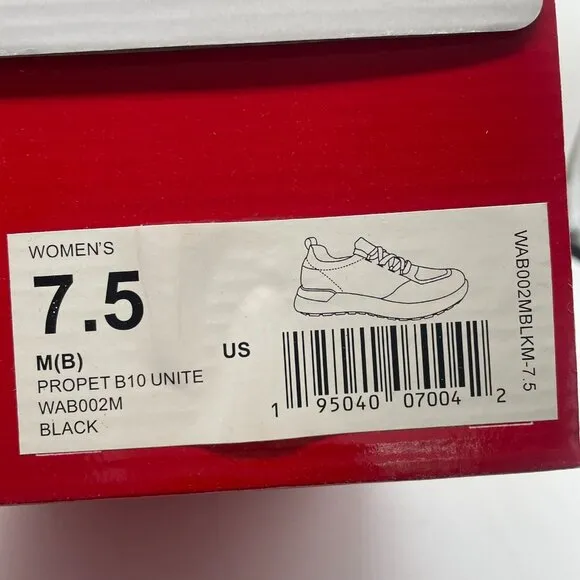 WOMEN'S
7.5
M(B)
US
PROPET B10 UNITE
WAB002M
BLACK
1 95040 07004 2
WAB002MBLKM-7.5